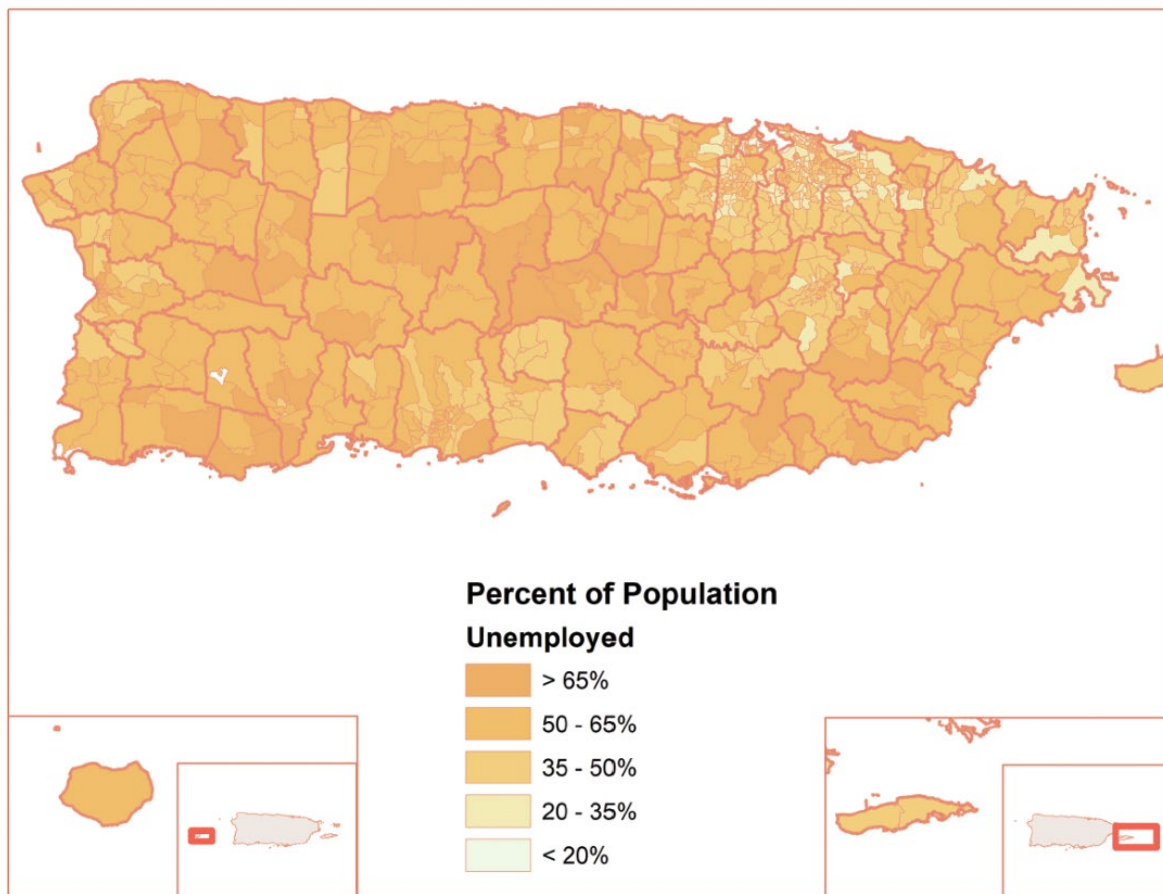 Percent of Population
Unemployed
> 65%
50 - 65%
35 - 50%
20 - 35%
< 20%